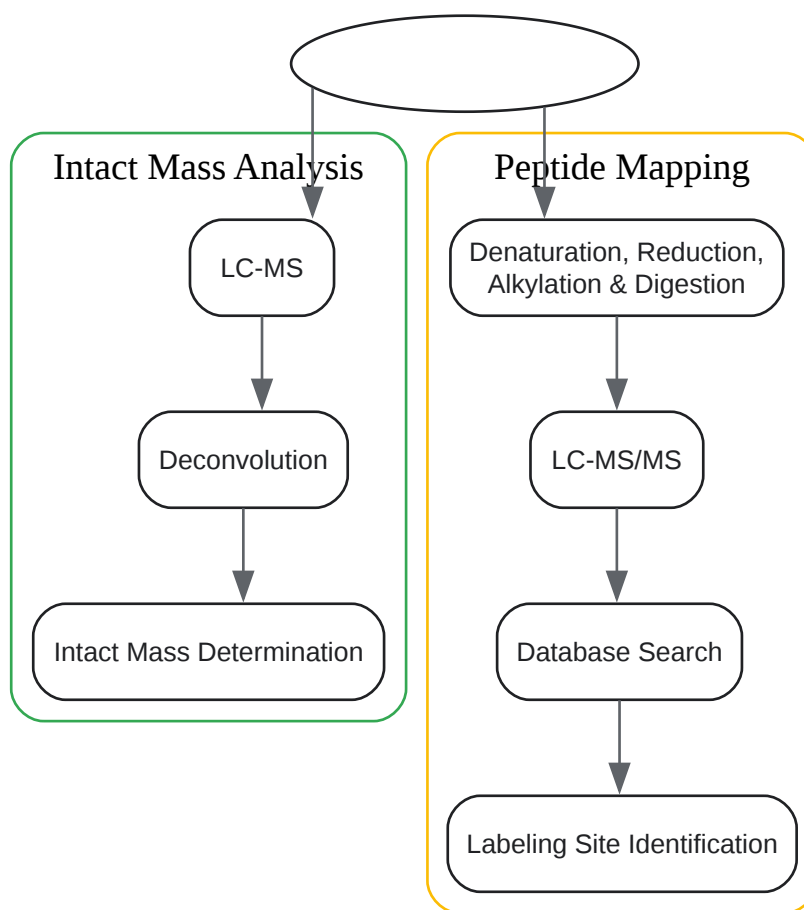 Intact Mass Analysis
LC-MS
Deconvolution
Intact Mass Determination
Peptide Mapping
Denaturation, Reduction,
Alkylation & Digestion
LC-MS/MS
Database Search
Labeling Site Identification